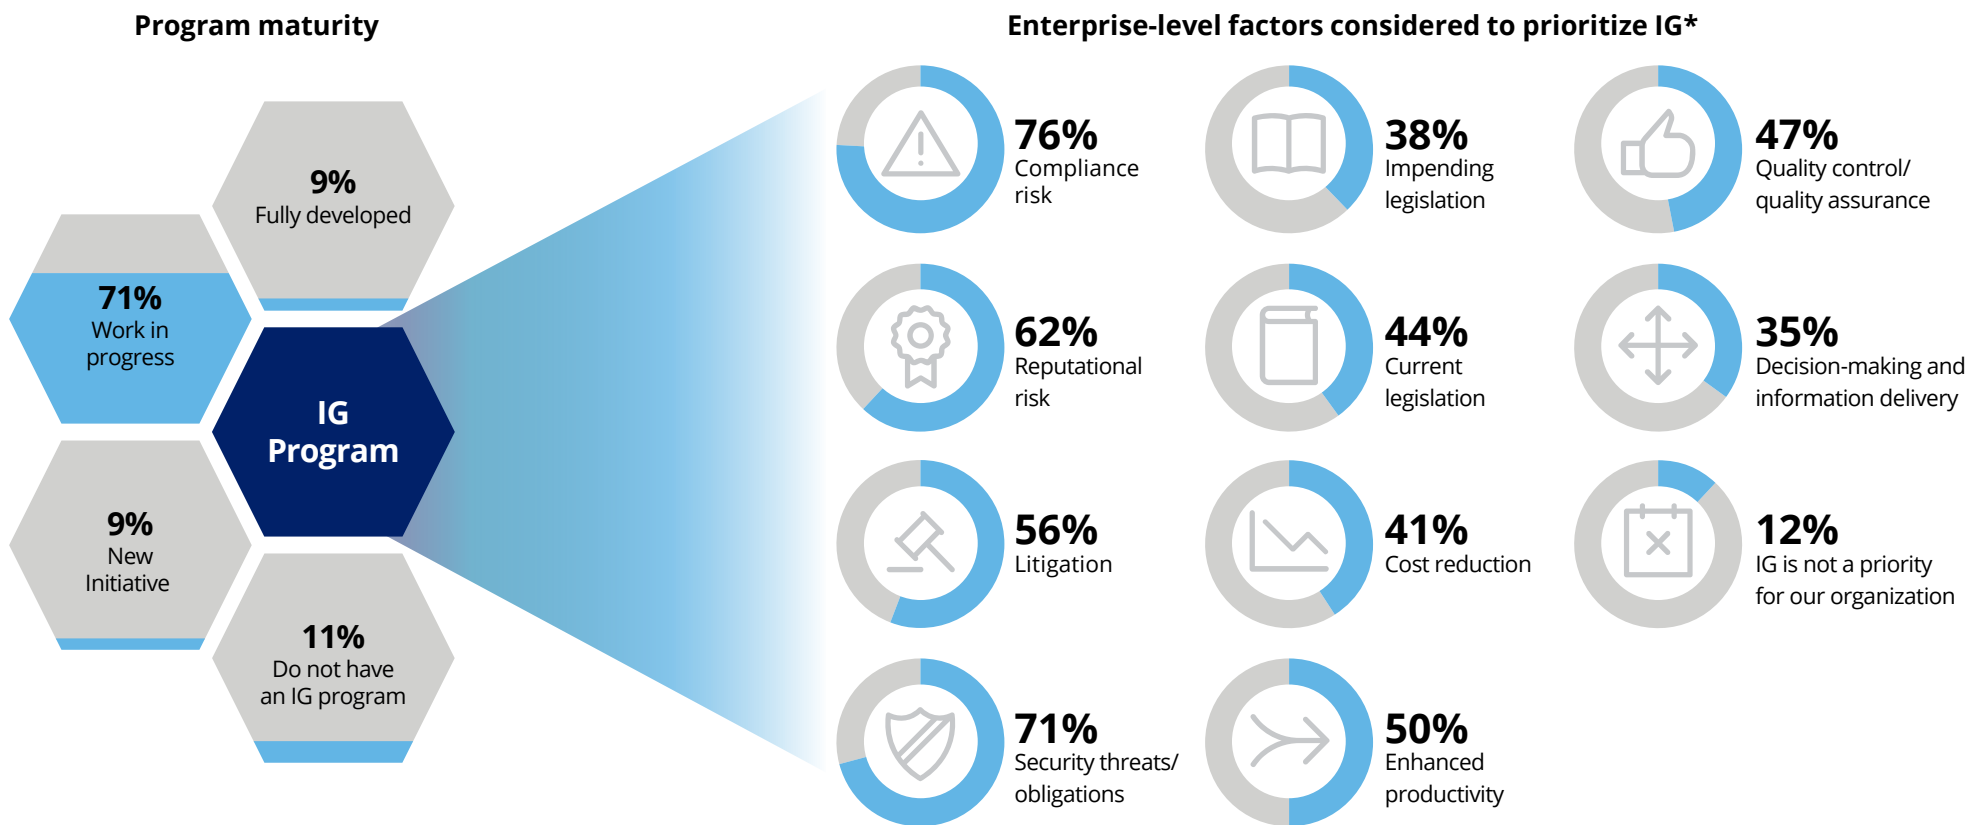 Program maturity
9%
Fully developed
71%
Work in
progress
IG
Program
9%
New
Initiative
11%
Do not have
an IG program
Enterprise-level factors considered to prioritize IG*
76%
Compliance
risk
38%
Impending
legislation
47%
Quality control/
quality assurance
62%
Reputational
risk
44%
Current
legislation
35%
Decision-making and
information delivery
56%
Litigation
41%
Cost reduction
12%
IG is not a priority
for our organization
71%
Security threats/
obligations
50%
Enhanced
productivity